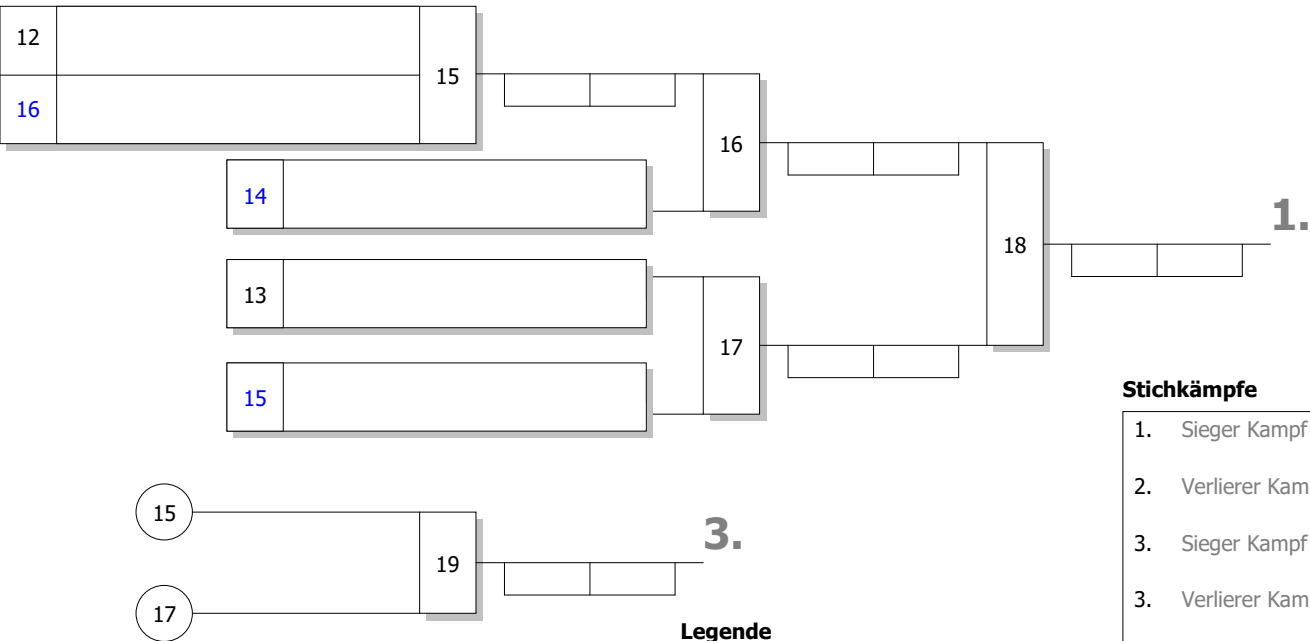 12
15
16
16
14
1.
18
13
17
15
Stichkämpfe
1. Sieger Kampf
2. Verlierer Kam
15
3.
3. Sieger Kampf
19
3. Verlierer Kam
17
Legende